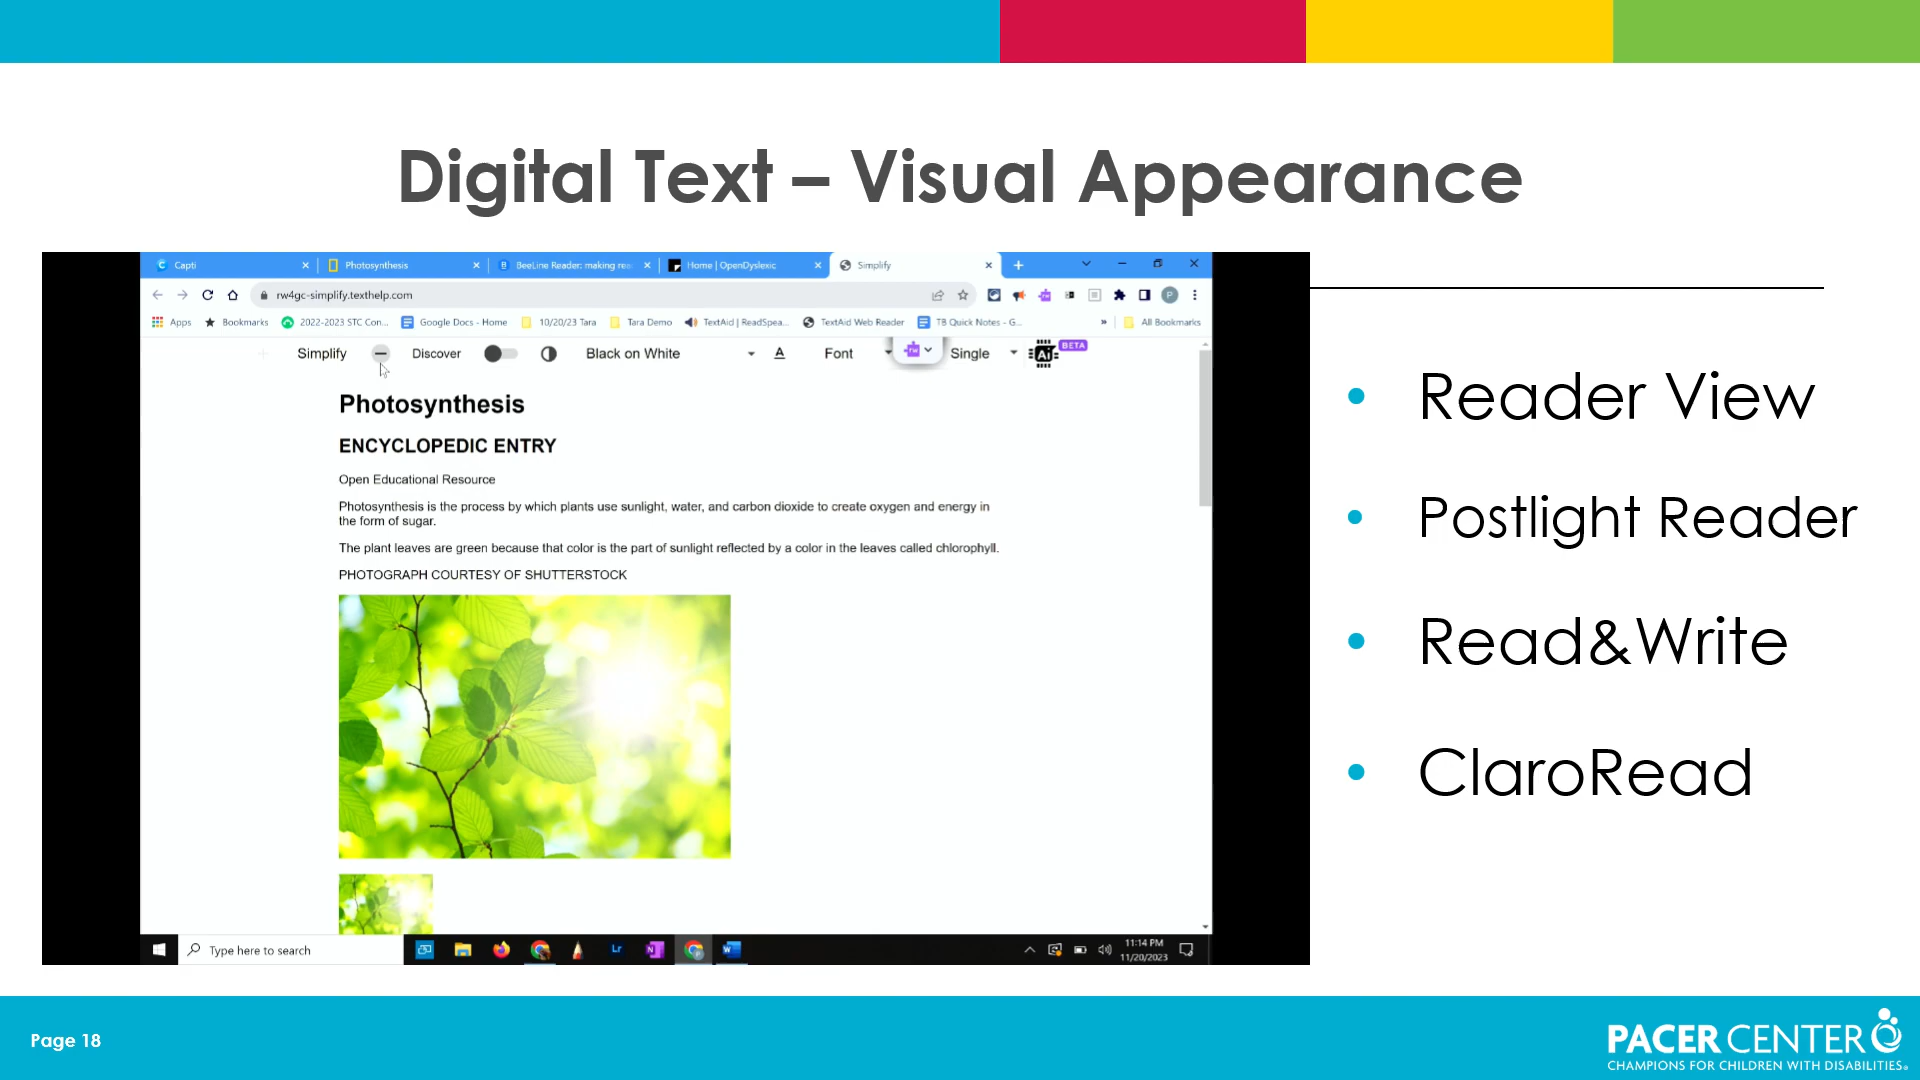 Digital Text – Visual Appearance
Capti
Photosynthesis
BeeLine Reader: making rea
Home | OpenDyslexic
Simplify
rw4gc-simplify.texthelp.com
Apps
Bookmarks
2022-2023 STC Con...
Google Docs - Home
10/20/23 Tara
Tara Demo
TextAid | ReadSpea...
TextAid Web Reader
TB Quick Notes - G...
»
All Bookmarks
Simplify
Discover
Black on White
A
Font
rw
Single
Ai
BETA
Photosynthesis
ENCYCLOPEDIC ENTRY
Open Educational Resource
Photosynthesis is the process by which plants use sunlight, water, and carbon dioxide to create oxygen and energy in
the form of sugar.
The plant leaves are green because that color is the part of sunlight reflected by a color in the leaves called chlorophyll.
PHOTOGRAPH COURTESY OF SHUTTERSTOCK
Type here to search
Lr
11:14 PM
11/20/2023
• Reader View
• Postlight Reader
• Read&Write
• ClaroRead
Page 18
PACER CENTER
CHAMPIONS FOR CHILDREN WITH DISABILITIES®